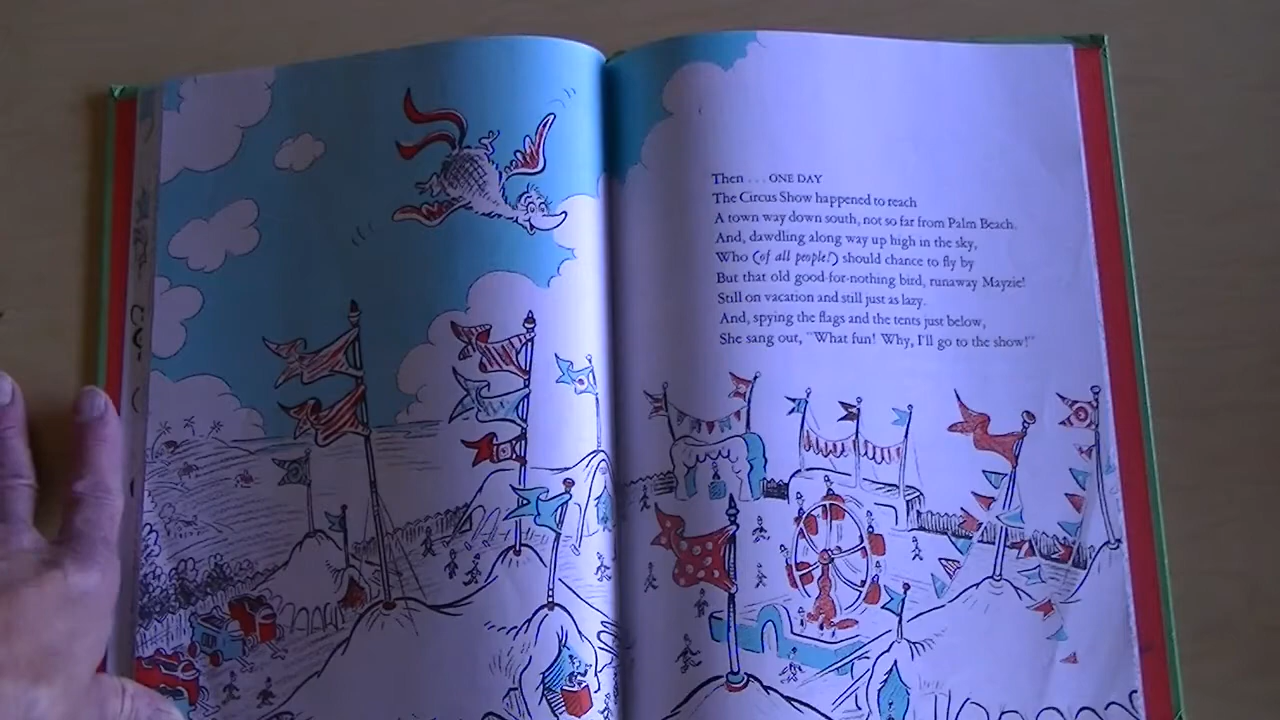 Then . . . ONE DAY
The Circus Show happened to reach
A town way down south, not so far from Palm Beach.
And, dawdling along way up high in the sky,
Who (of all people!) should chance to fly by
But that old good-for-nothing bird, runaway Mayzie!
Still on vacation and still just as lazy.
And, spying the flags and the tents just below,
She sang out, "What fun! Why, I'll go to the show!"